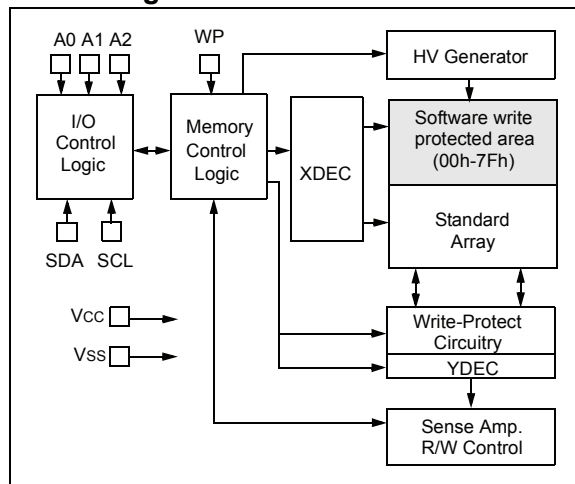 A0 A1 A2
WP
HV Generator
I/O
Control
Logic
Memory
Control
Logic
XDEC
Software write
protected area
(00h-7Fh)
Standard
Array
SDA SCL
VCC
VSS
Write-Protect
Circuitry
YDEC
Sense Amp.
R/W Control